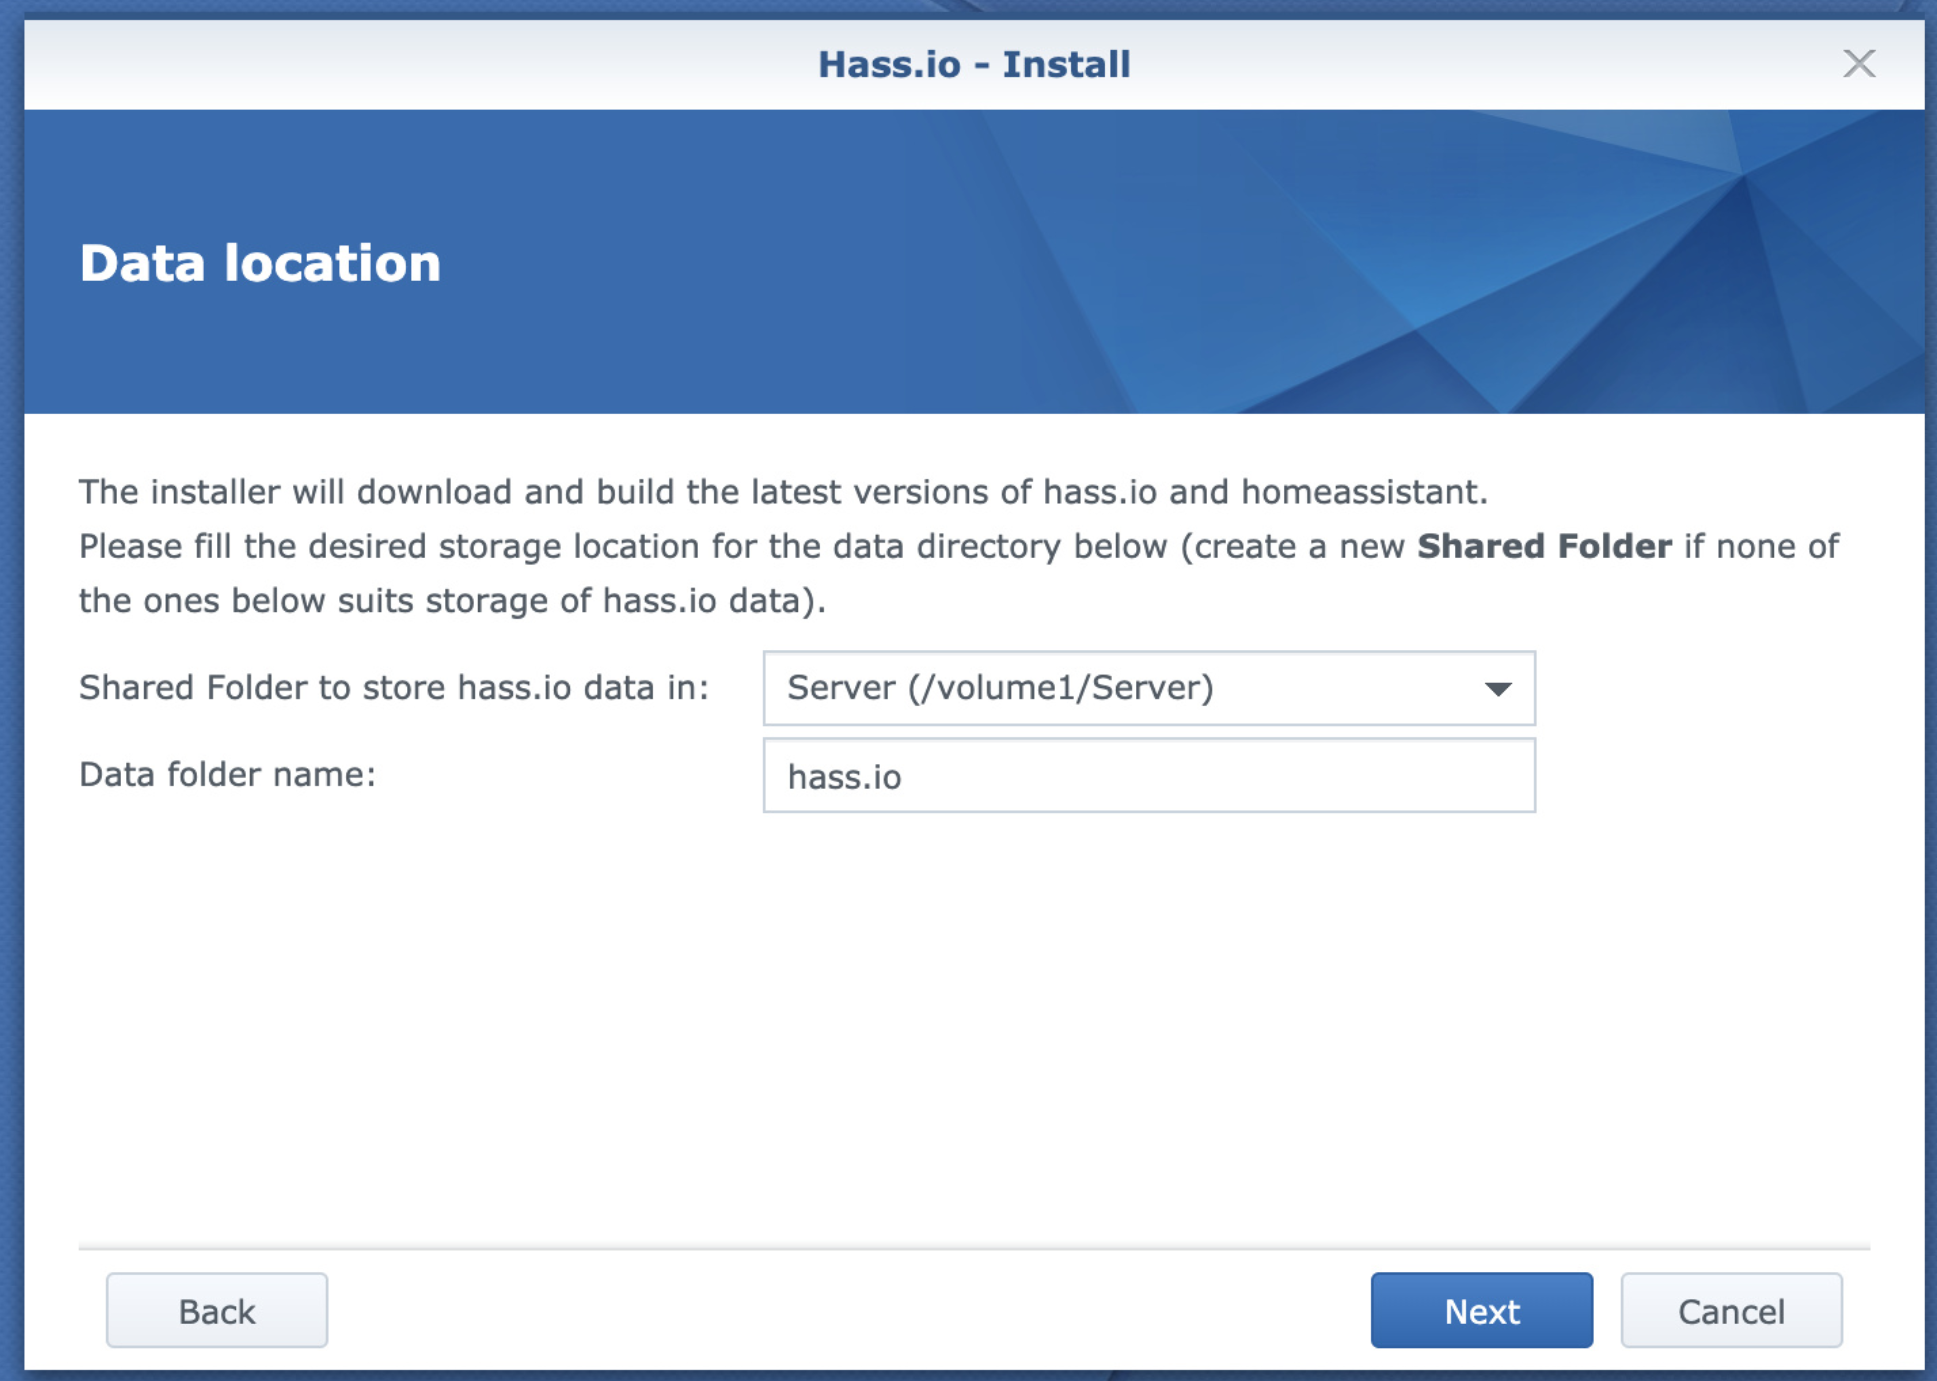 Hass.io - Install
Data location
The installer will download and build the latest versions of hass.io and homeassistant.
Please fill the desired storage location for the data directory below (create a new Shared Folder if none of
the ones below suits storage of hass.io data).
Shared Folder to store hass.io data in: Server (/volume1/Server)
Data folder name: hass.io
Back Next Cancel